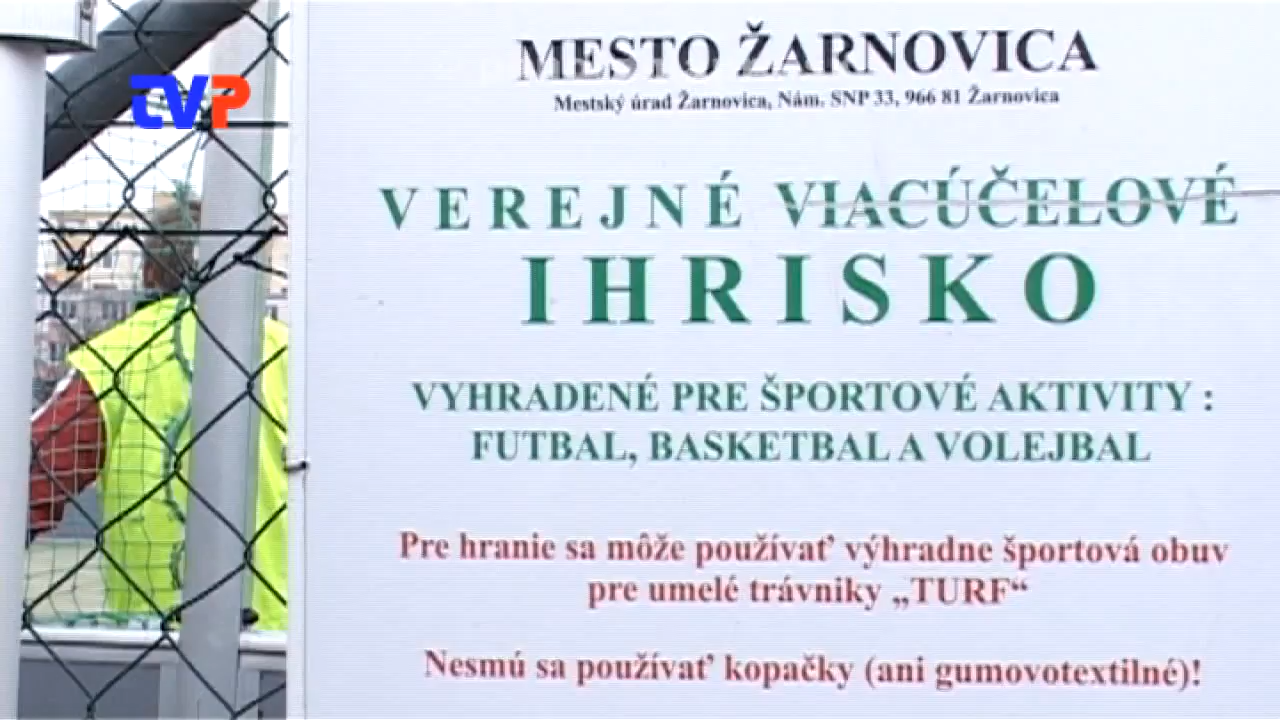 TVP
MESTO ŽARNOVICA
Mestský úrad Žarnovica, Nám. SNP 33, 966 81 Žarnovica
VEREJNÉ VIACÚČELOVÉ
IHRISKO
VYHRADENÉ PRE ŠPORTOVÉ AKTIVITY :
FUTBAL, BASKETBAL A VOLEJBAL
Pre hranie sa môže používať výhradne športová obuv
pre umelé trávniky „TURF“
Nesmú sa používať kopačky (ani gumovotextilné)!